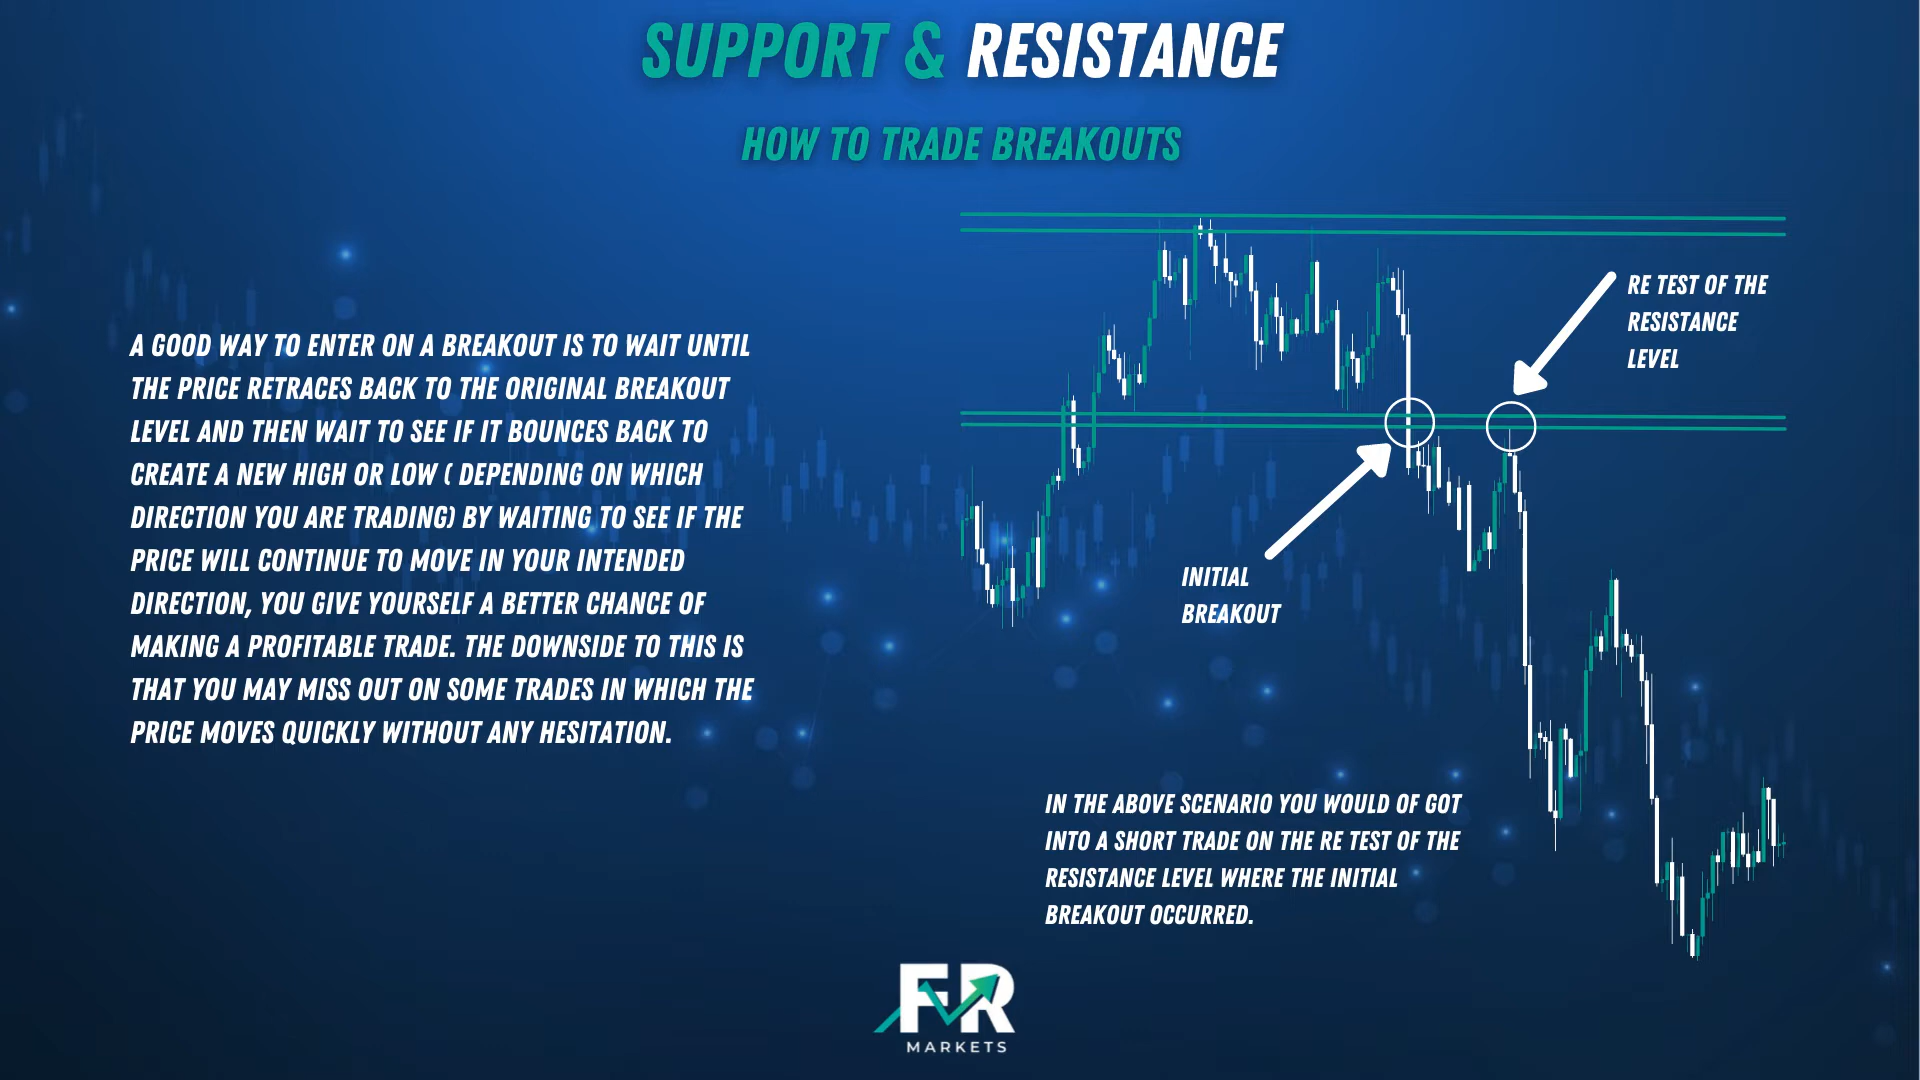 SUPPORT & RESISTANCE
HOW TO TRADE BREAKOUTS
A GOOD WAY TO ENTER ON A BREAKOUT IS TO WAIT UNTIL
THE PRICE RETRACES BACK TO THE ORIGINAL BREAKOUT
LEVEL AND THEN WAIT TO SEE IF IT BOUNCES BACK TO
CREATE A NEW HIGH OR LOW ( DEPENDING ON WHICH
DIRECTION YOU ARE TRADING) BY WAITING TO SEE IF THE
PRICE WILL CONTINUE TO MOVE IN YOUR INTENDED
DIRECTION, YOU GIVE YOURSELF A BETTER CHANCE OF
MAKING A PROFITABLE TRADE. THE DOWNSIDE TO THIS IS
THAT YOU MAY MISS OUT ON SOME TRADES IN WHICH THE
PRICE MOVES QUICKLY WITHOUT ANY HESITATION.
RE TEST OF THE
RESISTANCE
LEVEL
INITIAL
BREAKOUT
IN THE ABOVE SCENARIO YOU WOULD OF GOT
INTO A SHORT TRADE ON THE RE TEST OF THE
RESISTANCE LEVEL WHERE THE INITIAL
BREAKOUT OCCURRED.
FR
MARKETS